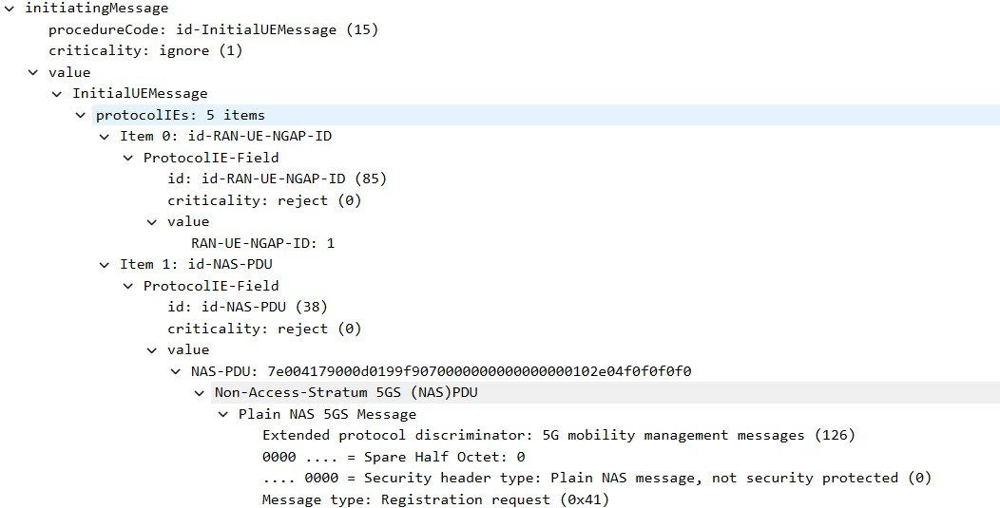 initiatingMessage
procedureCode: id-InitialUEMessage (15)
criticality: ignore (1)
value
InitialUEMessage
protocolIEs: 5 items
Item 0: id-RAN-UE-NGAP-ID
ProtocolIE-Field
id: id-RAN-UE-NGAP-ID (85)
criticality: reject (0)
value
RAN-UE-NGAP-ID: 1
Item 1: id-NAS-PDU
ProtocolIE-Field
id: id-NAS-PDU (38)
criticality: reject (0)
value
NAS-PDU: 7e004179000d0199f9070000000000000000102e04f0f0f0f0
Non-Access-Stratum 5GS (NAS)PDU
Plain NAS 5GS Message
Extended protocol discriminator: 5G mobility management messages (126)
0000 .... = Spare Half Octet: 0
.... 0000 = Security header type: Plain NAS message, not security protected (0)
Message type: Registration request (0x41)